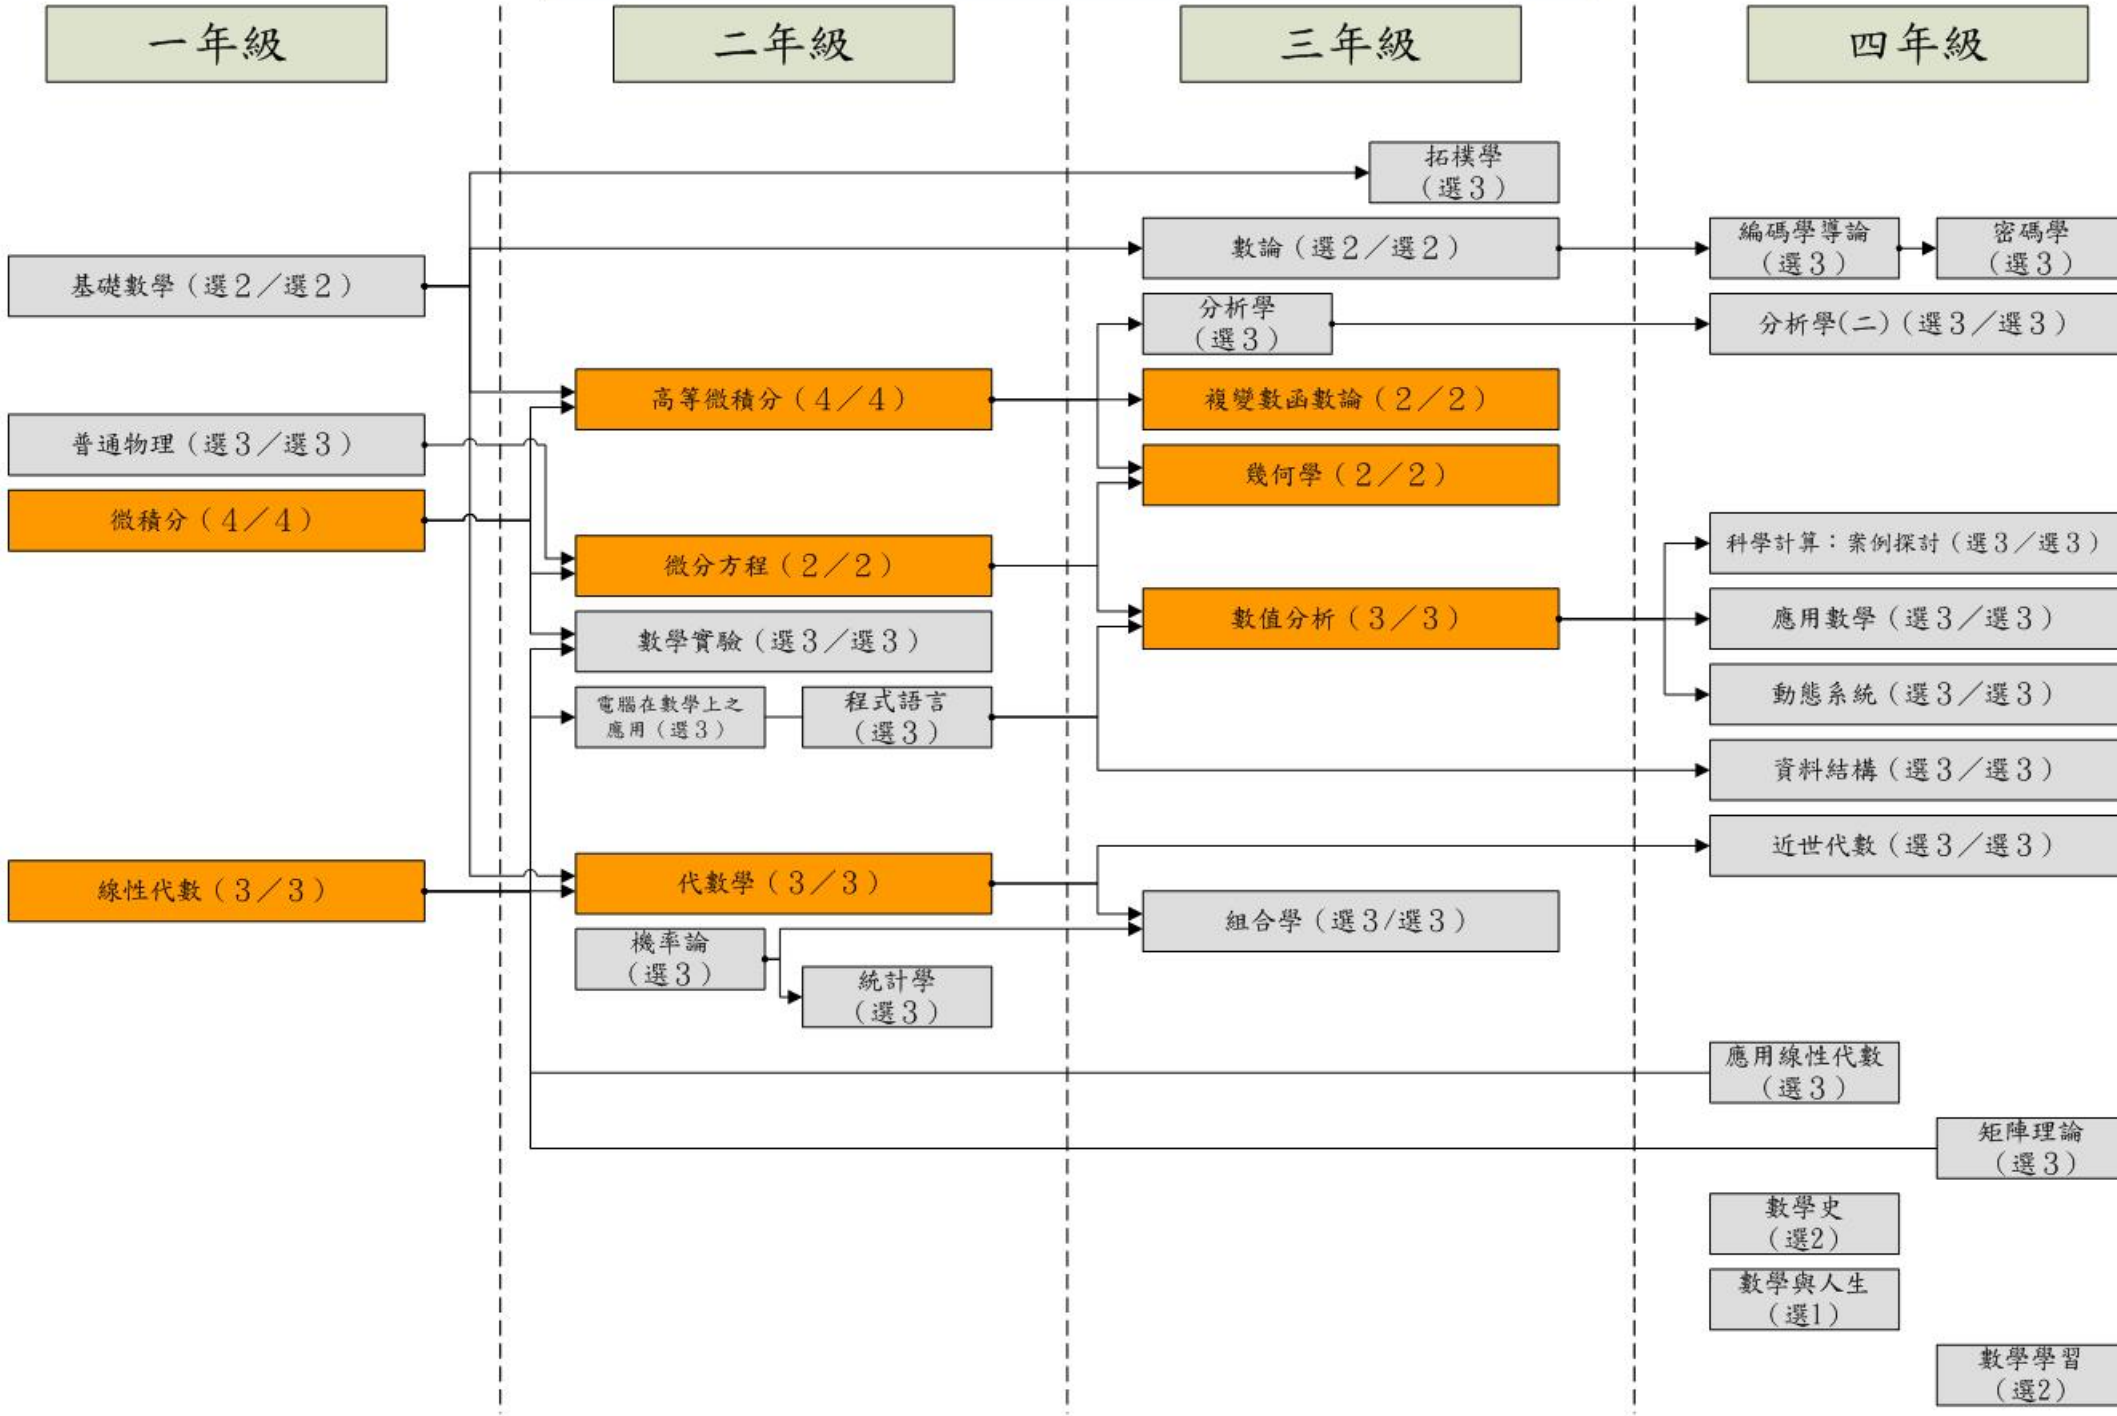 一年級
二年級
三年級
四年級
拓樸學
（選３）
基礎數學（選２／選２）
數論（選２／選２）
編碼學導論
（選３）
密碼學
（選３）
分析學
（選３）
分析學(二)（選３／選３）
高等微積分（４／４）
複變數函數論（２／２）
普通物理（選３／選３）
幾何學（２／２）
微積分（４／４）
科學計算：案例探討（選３／選３）
微分方程（２／２）
數值分析（３／３）
應用數學（選３／選３）
數學實驗（選３／選３）
動態系統（選３／選３）
電腦在數學上之
應用（選３）
程式語言
（選３）
資料結構（選３／選３）
近世代數（選３／選３）
線性代數（３／３）
代數學（３／３）
組合學（選３/選３）
機率論
（選３）
統計學
（選３）
應用線性代數
（選３）
矩陣理論
（選３）
數學史
（選2）
數學與人生
（選1）
數學學習
（選2）